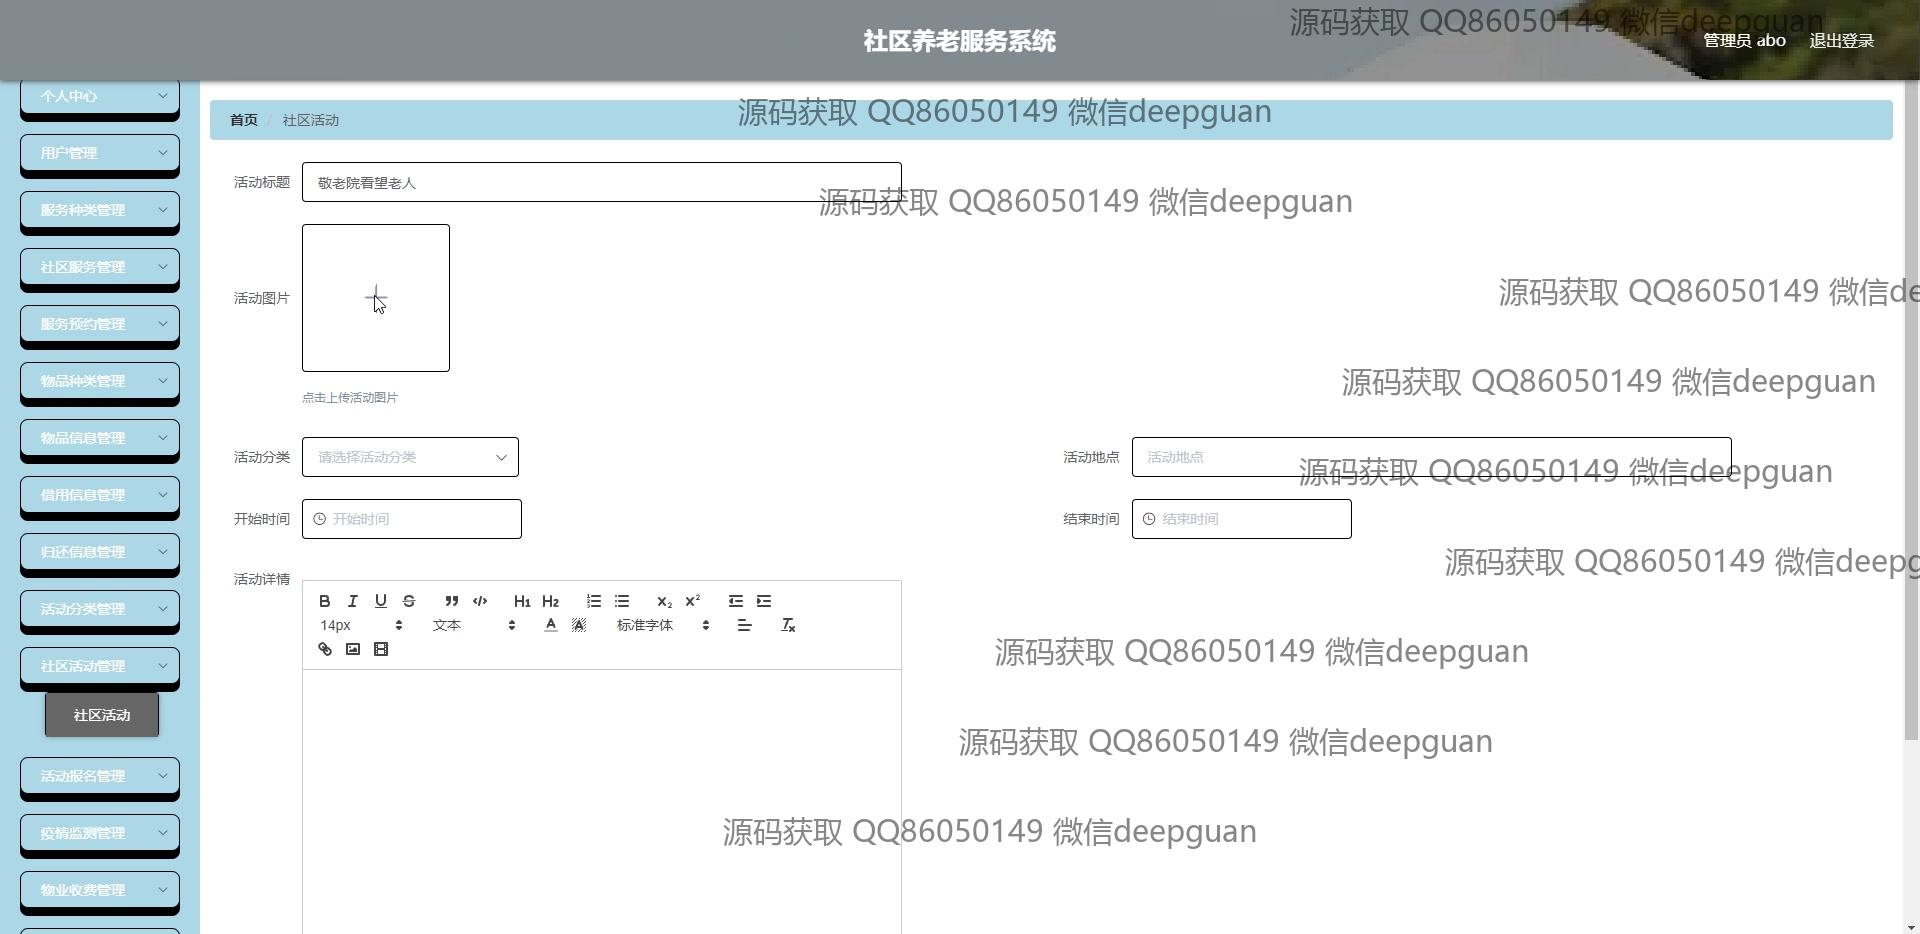 源码获取 QQ86050149 微信deepguan
社区养老服务系统
管理员 abo 退出登录
个人中心
首页 / 社区活动
源码获取 QQ86050149 微信deepguan
用户管理
活动标题 敬老院看望老人
源码获取 QQ86050149 微信deepguan
服务种类管理
社区服务管理
活动图片
源码获取 QQ86050149 微信de
服务预约管理
物品种类管理
源码获取 QQ86050149 微信deepguan
点击上传活动图片
物品信息管理
活动分类 请选择活动分类
活动地点 活动地点
源码获取 QQ86050149 微信deepguan
借用信息管理
开始时间 开始时间
结束时间 结束时间
归还信息管理
源码获取 QQ86050149 微信deepg
活动详情
B I U S H1 H2 X2 X2
14px 文本 A A 标准字体 Tx
活动分类管理
社区活动管理
源码获取 QQ86050149 微信deepguan
社区活动
源码获取 QQ86050149 微信deepguan
活动报名管理
疫情监测管理
源码获取 QQ86050149 微信deepguan
物业收费管理